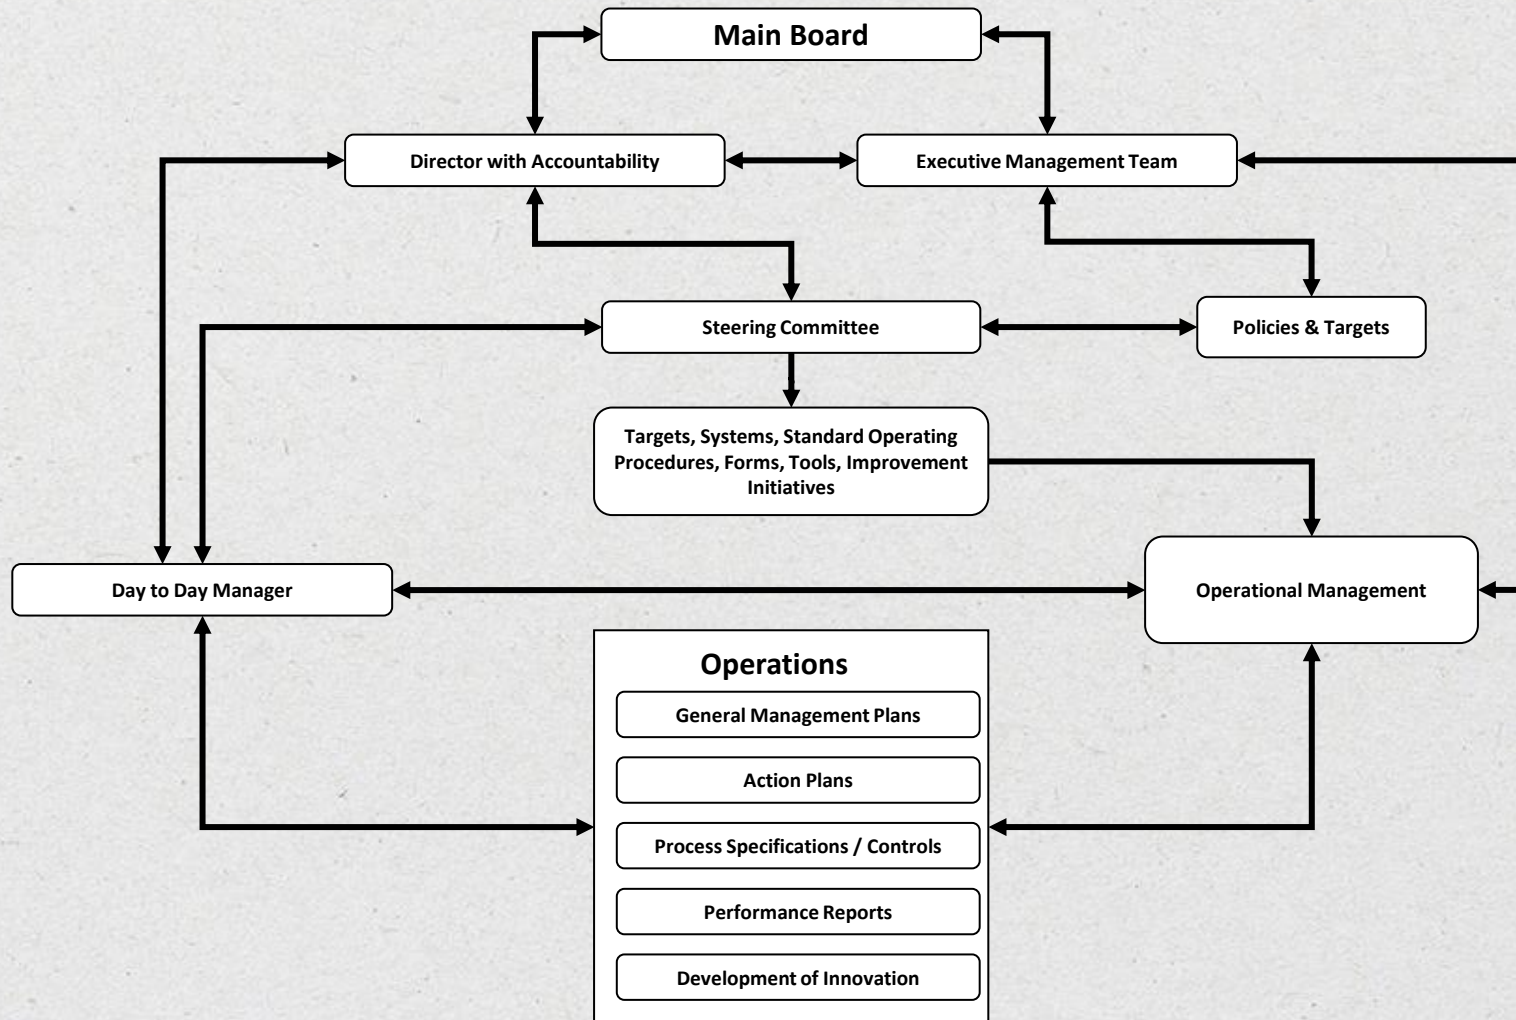 Main Board
Director with Accountability
Executive Management Team
Steering Committee
Policies & Targets
Targets, Systems, Standard Operating
Procedures, Forms, Tools, Improvement
Initiatives
Day to Day Manager
Operational Management
Operations
General Management Plans
Action Plans
Process Specifications / Controls
Performance Reports
Development of Innovation